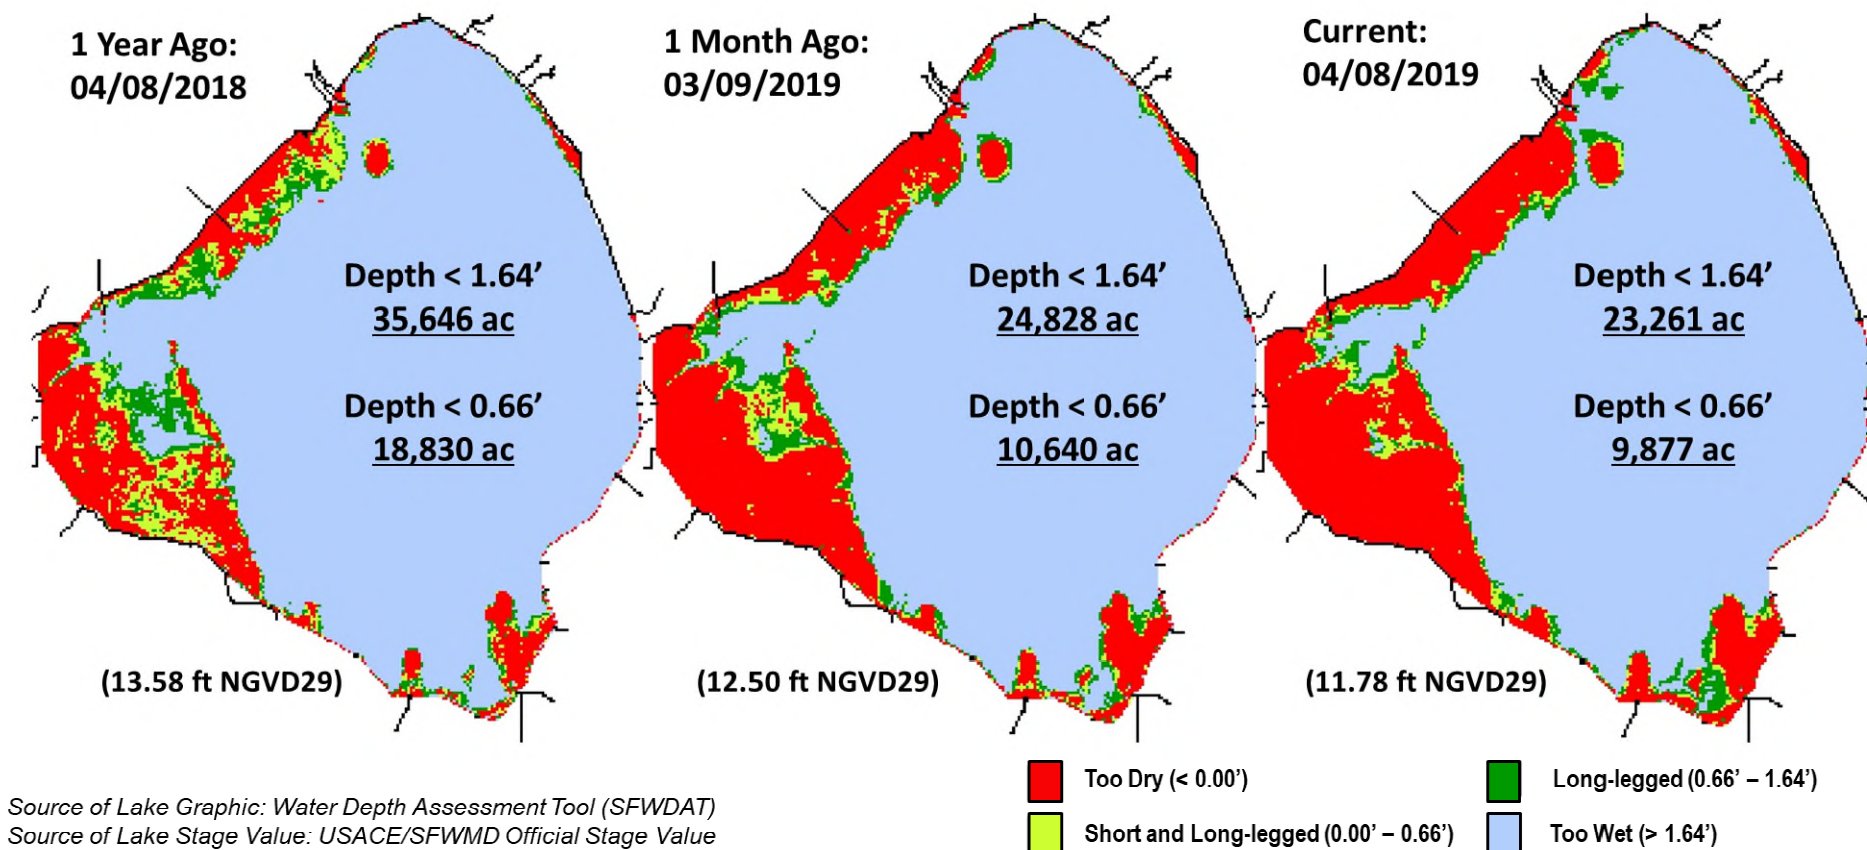 1 Year Ago:
04/08/2018
1 Month Ago:
03/09/2019
Current:
04/08/2019
Depth < 1.64’
35,646 ac
Depth < 0.66’
18,830 ac
Depth < 1.64’
24,828 ac
Depth < 0.66’
10,640 ac
Depth < 1.64’
23,261 ac
Depth < 0.66’
9,877 ac
(13.58 ft NGVD29)
(12.50 ft NGVD29)
(11.78 ft NGVD29)
Too Dry (< 0.00’)
Long-legged (0.66’ – 1.64’)
Short and Long-legged (0.00’ – 0.66’)
Too Wet (> 1.64’)
Source of Lake Graphic: Water Depth Assessment Tool (SFWDAT)
Source of Lake Stage Value: USACE/SFWMD Official Stage Value